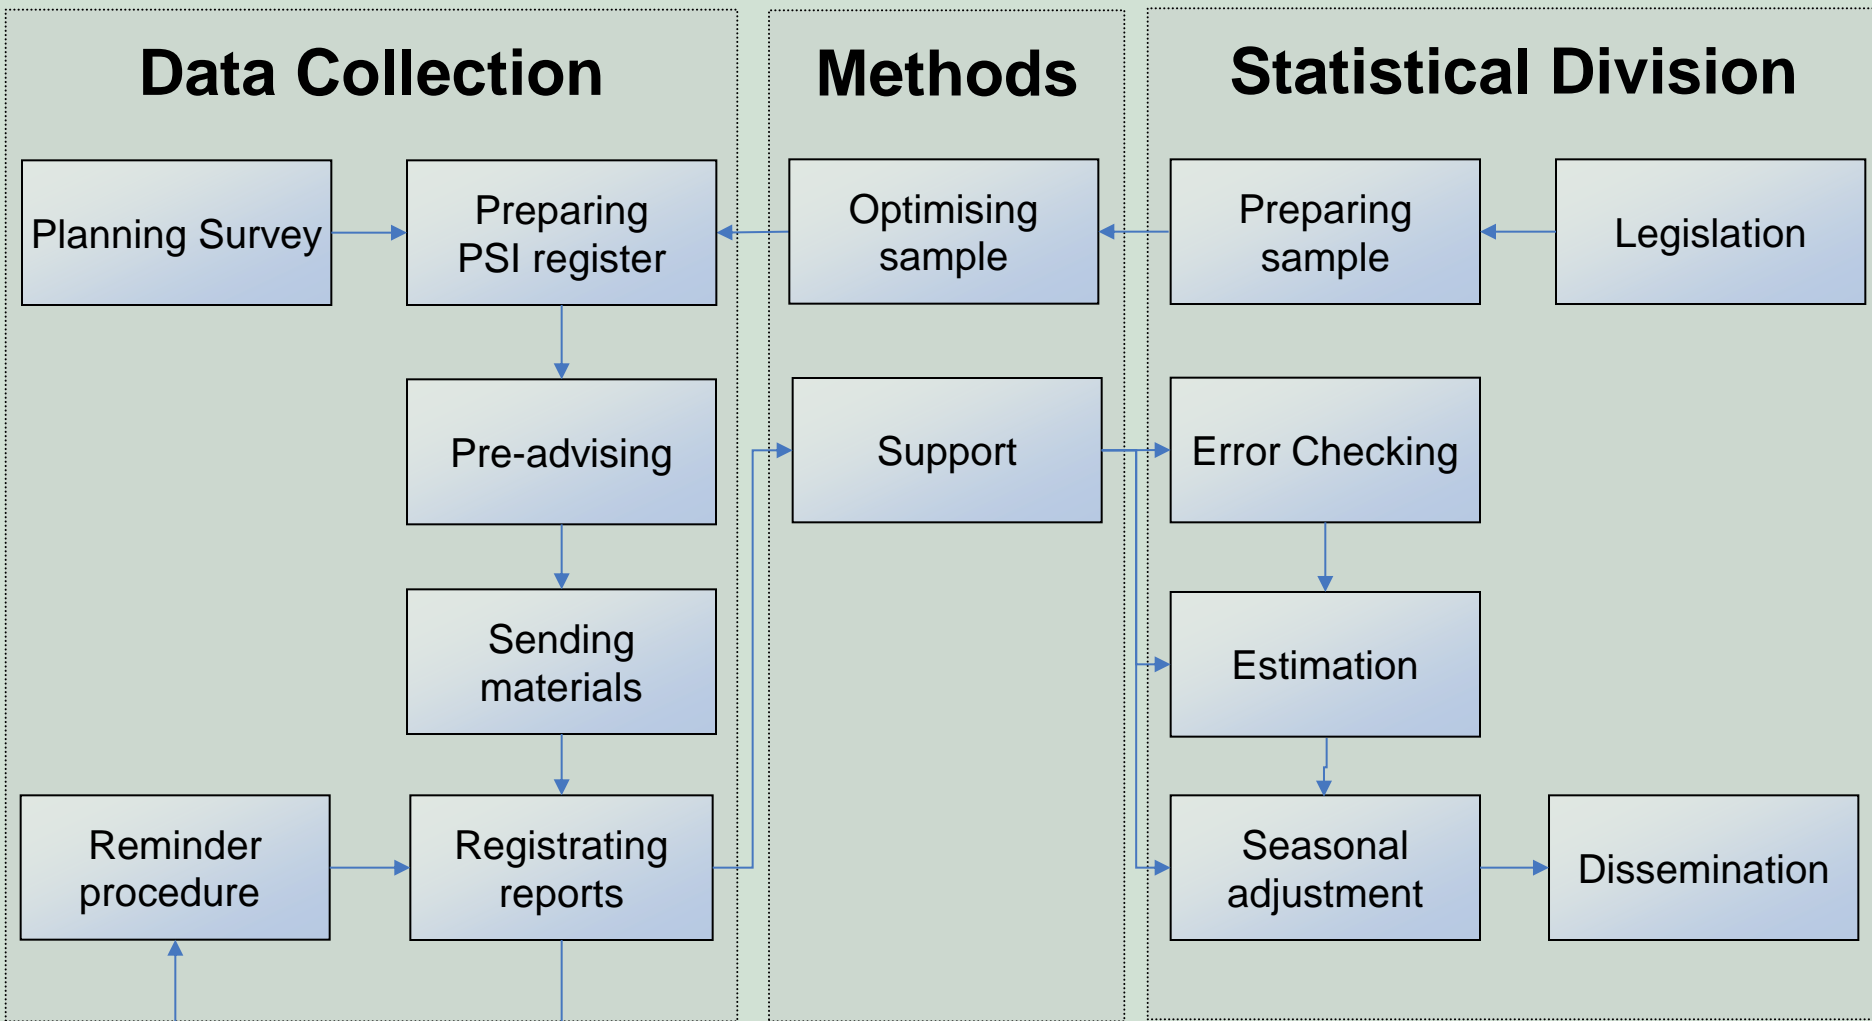 Data Collection
Methods
Statistical Division
Planning Survey
Preparing
PSI register
Optimising
sample
Preparing
sample
Legislation
Pre-advising
Support
Error Checking
Sending
materials
Estimation
Reminder
procedure
Registrating
reports
Seasonal
adjustment
Dissemination